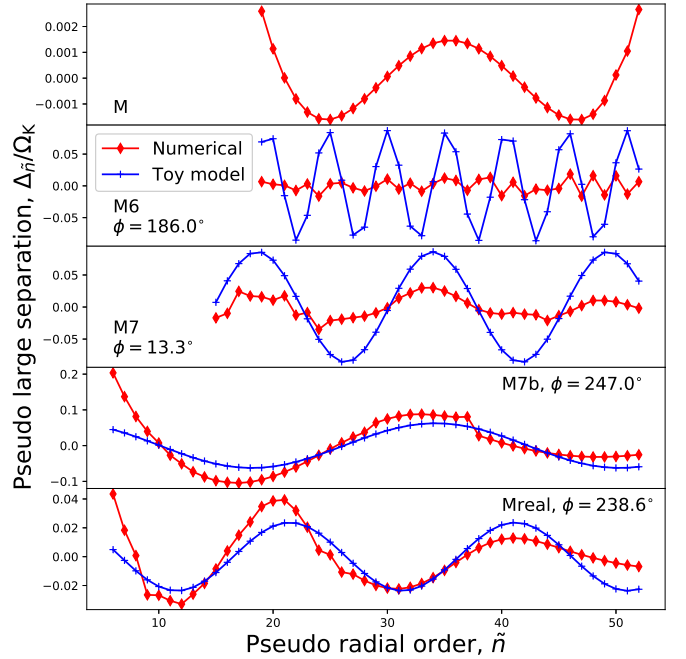 0.002
0.001
0.000
−0.001
M
0.05
0.00
−0.05
Numerical
Toy model
M6
ϕ = 186.0°
0.05
0.00
−0.05
M7
ϕ = 13.3°
0.2
0.1
0.0
−0.1
M7b, ϕ = 247.0°
0.04
0.02
0.00
−0.02
Mreal, ϕ = 238.6°
10 20 30 40 50
Pseudo radial order, ñ
Pseudo large separation, Δ_ñ/Ω_K